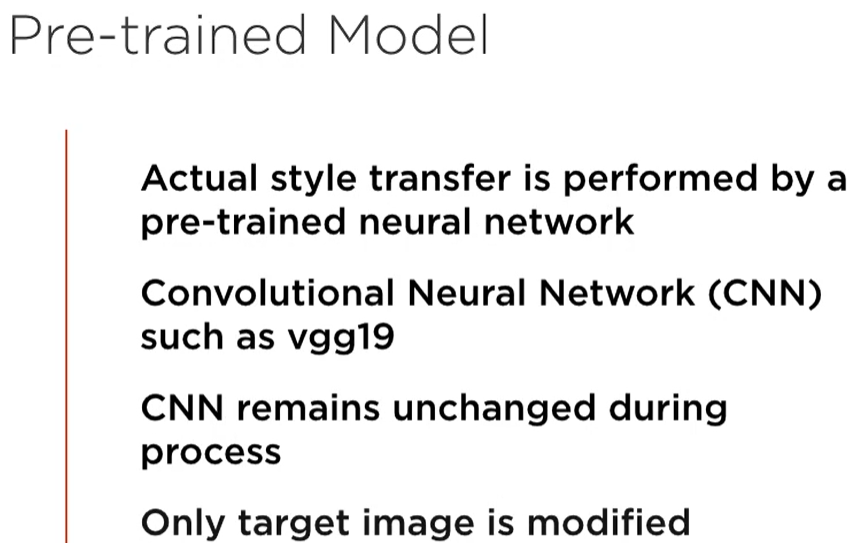 Pre-trained Model
Actual style transfer is performed by a
pre-trained neural network
Convolutional Neural Network (CNN)
such as vgg19
CNN remains unchanged during
process
Only target image is modified